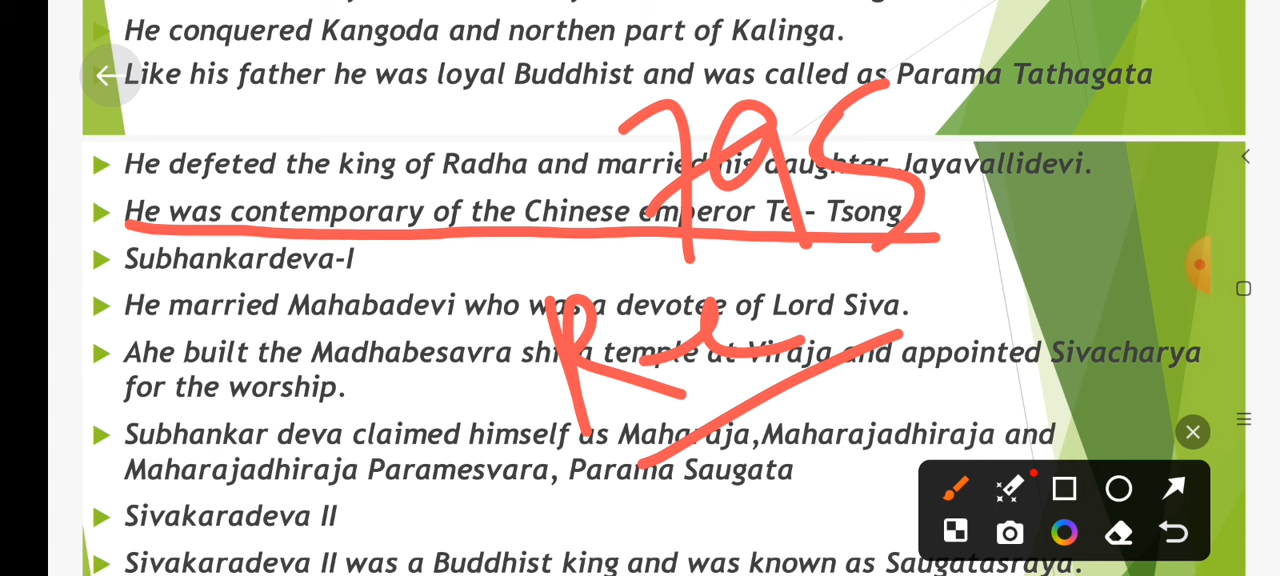 He conquered Kangoda and northen part of Kalinga.
Like his father he was loyal Buddhist and was called as Parama Tathagata
He defeted the king of Radha and married his daughter Jayavallidevi.
He was contemporary of the Chinese emperor Te - Tsong
795
Subhankardeva-I
He married Mahabadevi who was a devotee of Lord Siva.
Re
Ahe built the Madhabesavra shiva temple at Viraja and appointed Sivacharya
for the worship.
Subhankar deva claimed himself as Maharaja,Maharajadhiraja and
Maharajadhiraja Paramesvara, Parama Saugata
Sivakaradeva II
Sivakaradeva II was a Buddhist king and was known as Saugatasraya.